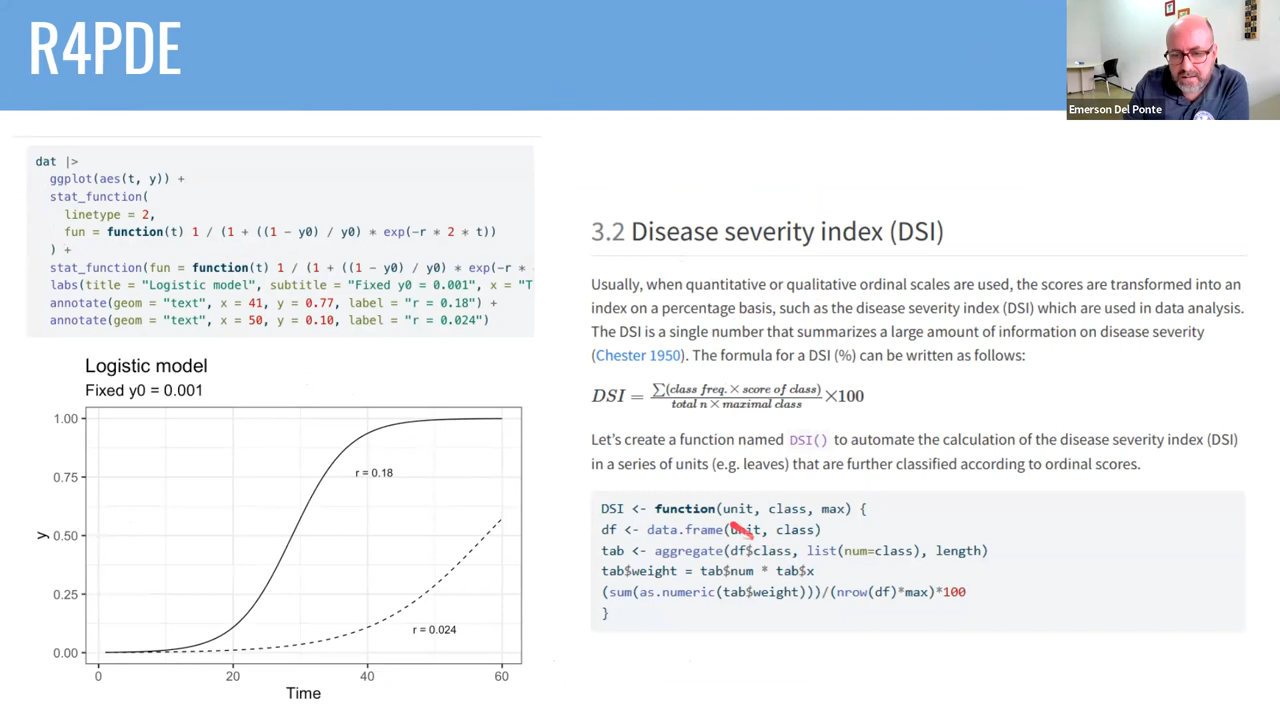 R4PDE
Emerson Del Ponte
dat |>
ggplot(aes(t, y)) +
stat_function(
linetype = 2,
fun = function(t) 1 / (1 + ((1 - y0) / y0) * exp(-r * 2 * t))
) +
stat_function(fun = function(t) 1 / (1 + ((1 - y0) / y0) * exp(-r *
labs(title = "Logistic model", subtitle = "Fixed y0 = 0.001", x = "T
annotate(geom = "text", x = 41, y = 0.77, label = "r = 0.18") +
annotate(geom = "text", x = 50, y = 0.10, label = "r = 0.024")
Logistic model
Fixed y0 = 0.001
1.00
0.75
0.50
0.25
0.00
y
r = 0.18
r = 0.024
0 20 40 60
Time
3.2 Disease severity index (DSI)
Usually, when quantitative or qualitative ordinal scales are used, the scores are transformed into an
index on a percentage basis, such as the disease severity index (DSI) which are used in data analysis.
The DSI is a single number that summarizes a large amount of information on disease severity
(Chester 1950). The formula for a DSI (%) can be written as follows:
DSI = ∑(class freq. × score of class) / total n × maximal class ×100
Let's create a function named DSI() to automate the calculation of the disease severity index (DSI)
in a series of units (e.g. leaves) that are further classified according to ordinal scores.
DSI <- function(unit, class, max) {
df <- data.frame(unit, class)
tab <- aggregate(df$class, list(num=class), length)
tab$weight = tab$num * tab$x
(sum(as.numeric(tab$weight)))/(nrow(df)*max)*100
}